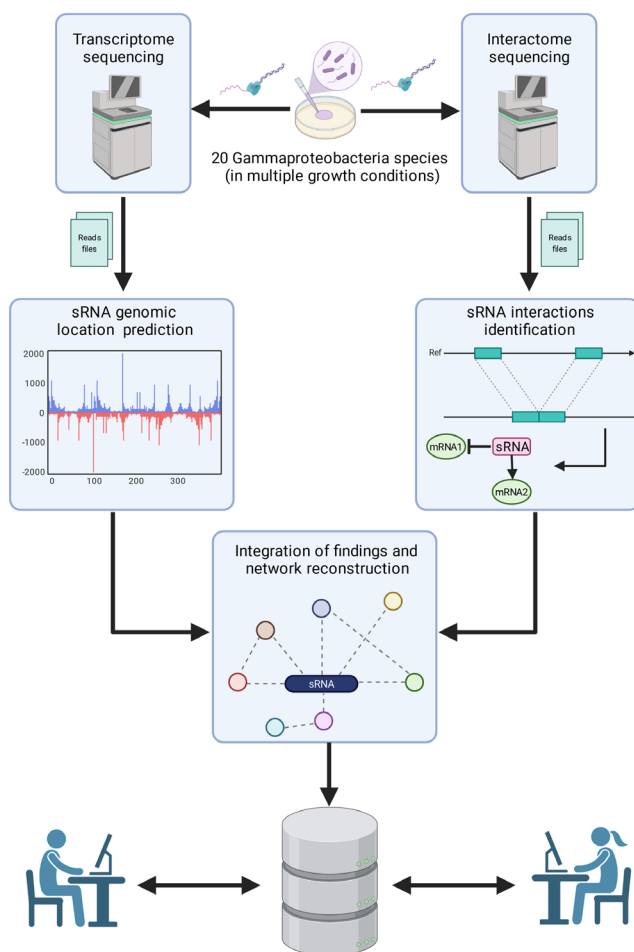 Transcriptome
sequencing
Interactome
sequencing
20 Gammaproteobacteria species
(in multiple growth conditions)
Reads
files
Reads
files
sRNA genomic
location prediction
2000
1000
0
-1000
-2000
0
100
200
300
sRNA interactions
identification
Ref
mRNA1
sRNA
mRNA2
Integration of findings and
network reconstruction
sRNA